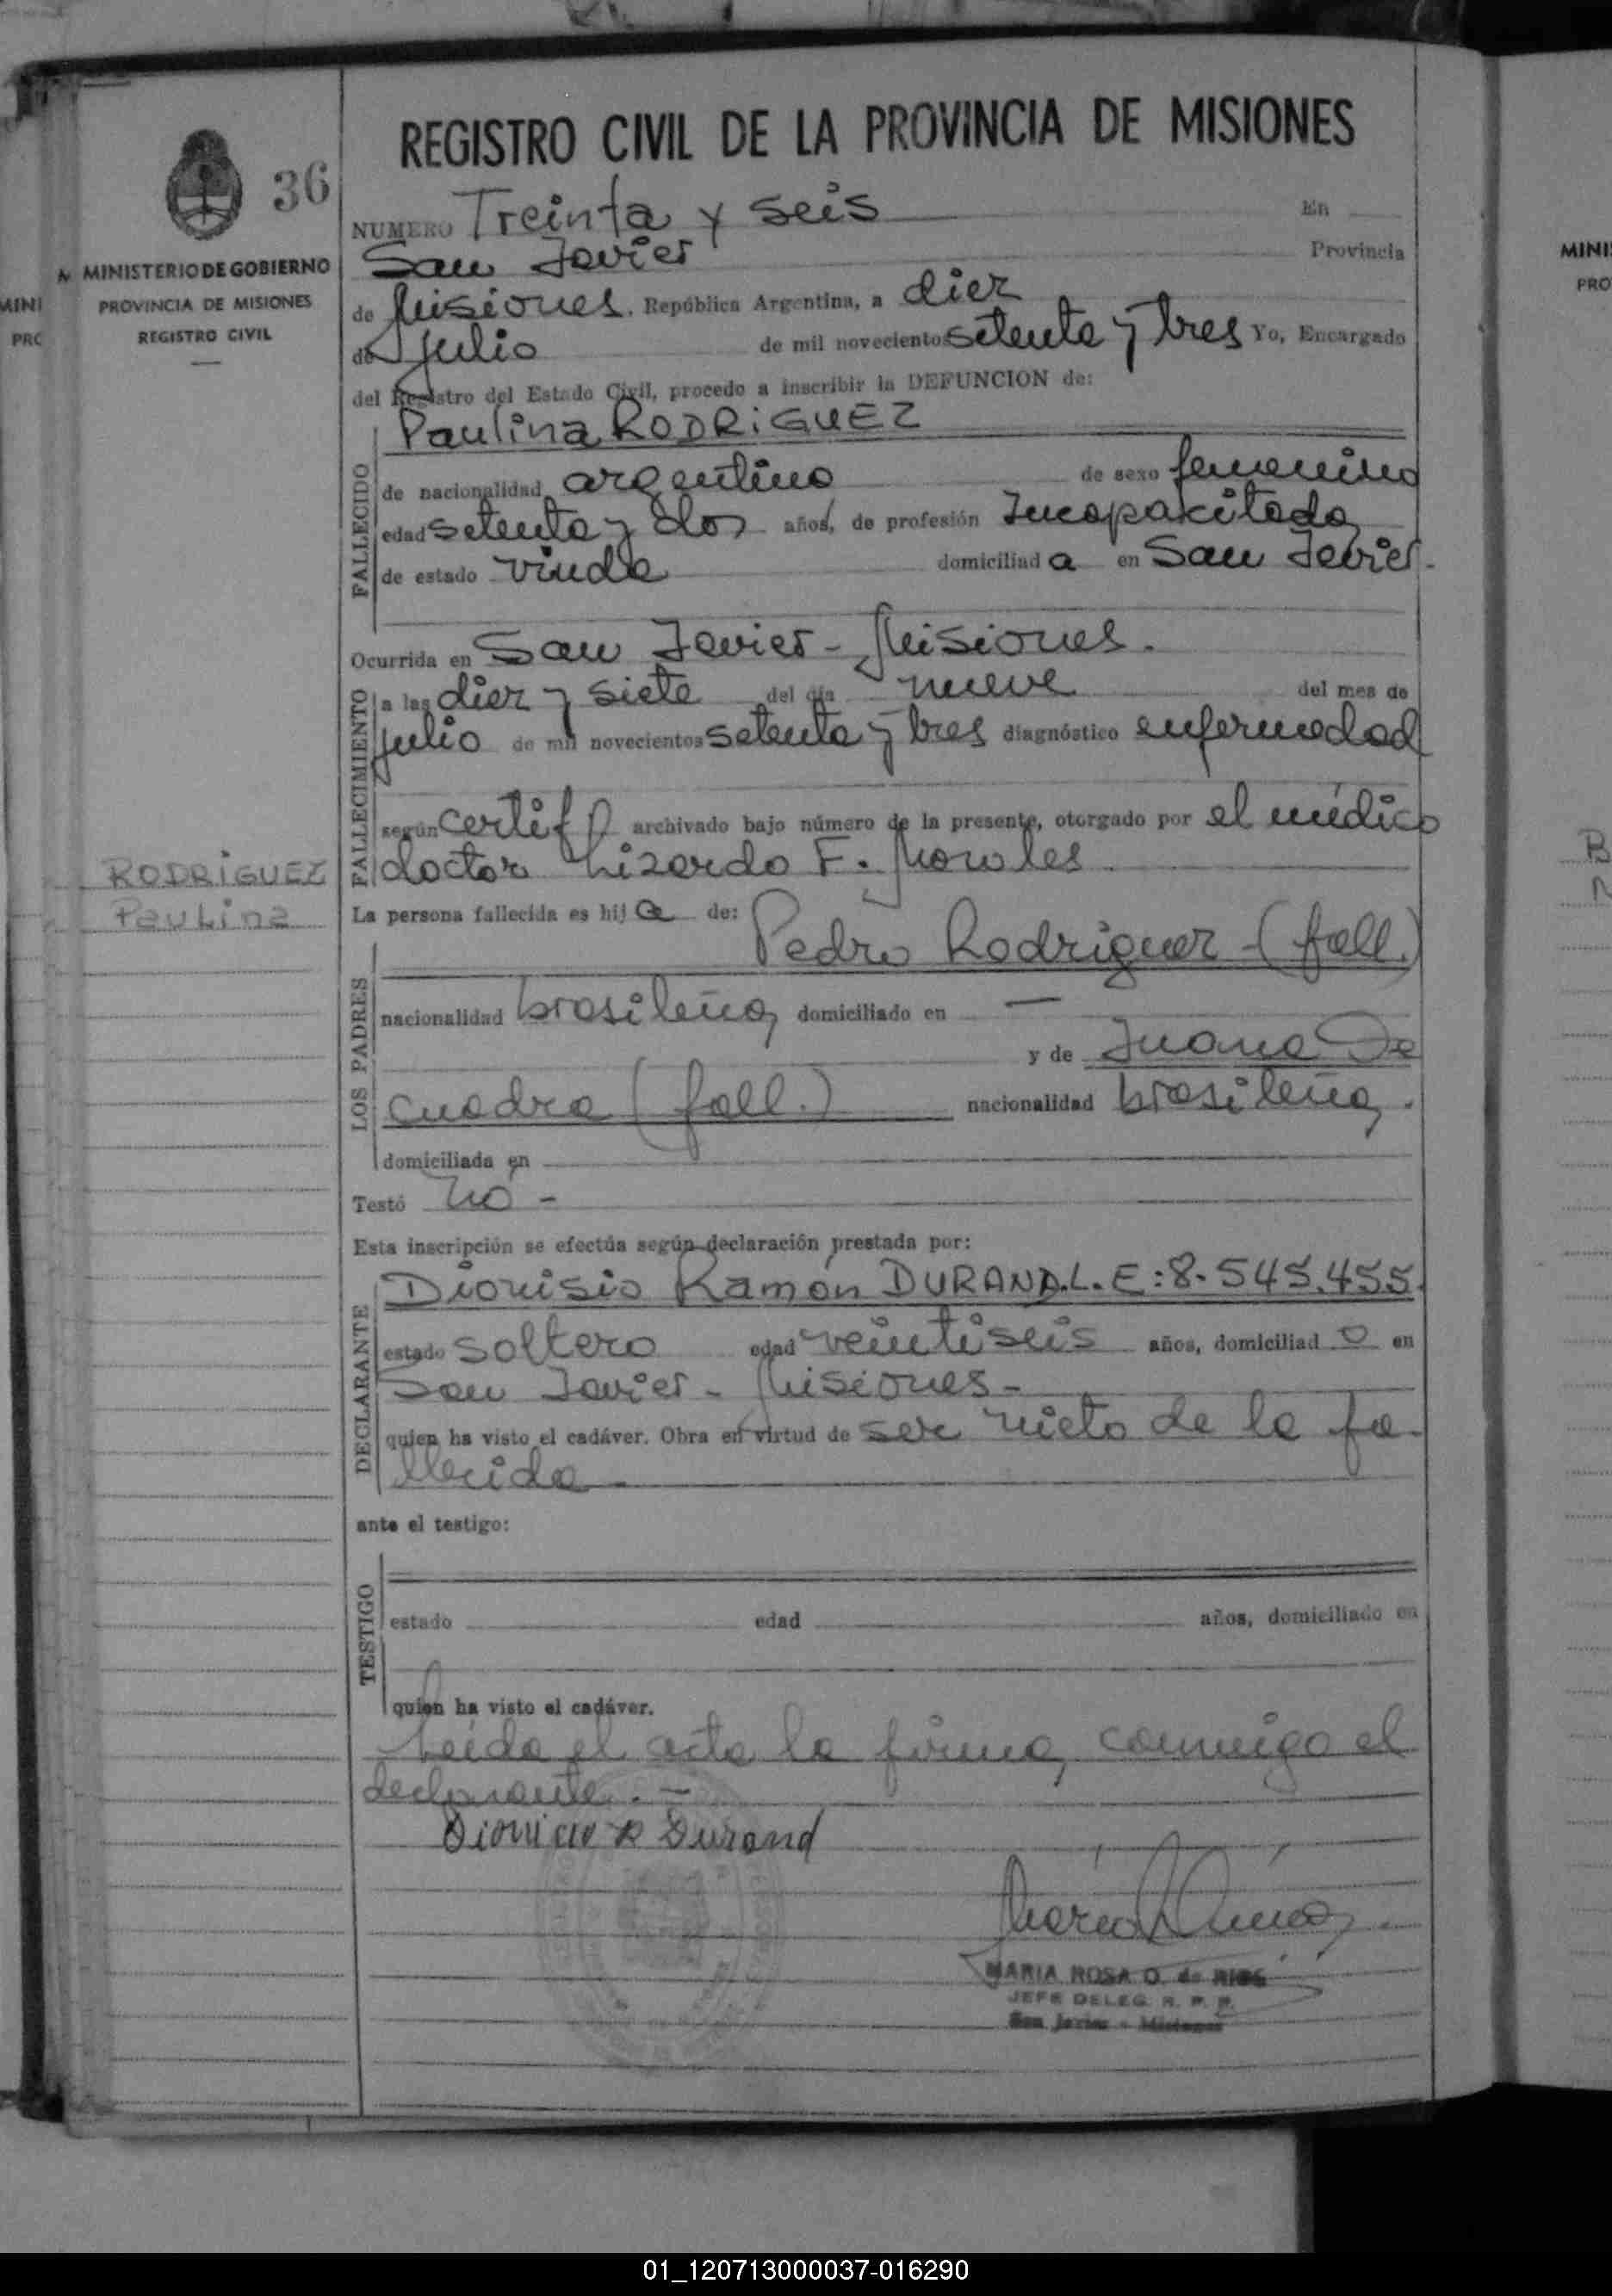 REGISTRO CIVIL DE LA PROVINCIA DE MISIONES
36
MINISTERIO DE GOBIERNO
PROVINCIA DE MISIONES
REGISTRO CIVIL
NUMERO Treinta y seis En
San Javier Provincia
de Misiones, República Argentina, a diez
de julio de mil novecientos setenta y tres Yo, Encargado
del Registro del Estado Civil, procedo a inscribir la DEFUNCION de:
Paulina RODRIGUEZ
FALLECIDO
de nacionalidad argentina de sexo femenino
edad setenta y dos años, de profesión Incapacitada
de estado viuda domiciliad a en San Javier.
Ocurrida en San Javier - Misiones.
FALLECIMIENTO
a las diez y siete del día nueve del mes de
julio de mil novecientos setenta y tres diagnóstico enfermedad
según certif archivado bajo número de la presente, otorgado por el médico
doctor Lizardo F. Morales
RODRIGUEZ
Paulina
La persona fallecida es hij a de:
Pedro Rodriguez - (fall.)
LOS PADRES
nacionalidad brasileña domiciliado en —
y de Juana De
cuadra (fall.) nacionalidad brasileña.
domiciliada en
Testó No -
Esta inscripción se efectúa según declaración prestada por:
DECLARANTE
Dionisio Ramón DURAND L.E: 8.545.455.
estado soltero edad veintiseis años, domiciliad o en
San Javier - Misiones -
quien ha visto el cadáver. Obra en virtud de ser nieto de la fa-
llecida
ante el testigo:
TESTIGO
estado edad años, domiciliado en
quien ha visto el cadáver.
Leída el acta la firma, conmigo el
declarante. -
Dionicio R Durand
MARIA ROSA O. de RIOS
JEFE DELEG. R. P. P.
San Javier - Misiones
MINI
PRO
01_120713000037-016290